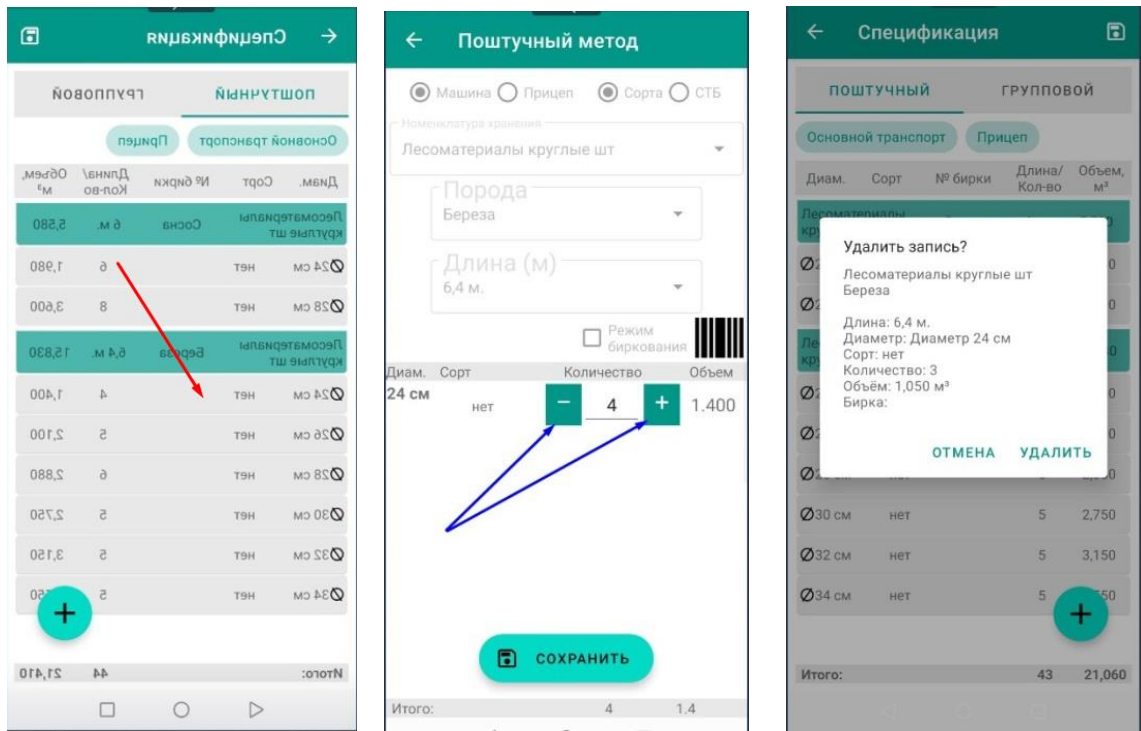 Спецификация
ПОШТУЧНЫЙ ГРУППОВОЙ
Основной транспорт Прицеп
Диам. Сорт № бирки Длина/ Кол-во Объем, м³
Лесоматериалы круглые шт Сосна 6 м. 5,580
Ø24 см нет 6 1,980
Ø28 см нет 8 3,600
Лесоматериалы круглые шт Береза 6,4 м. 15,830
Ø24 см нет 4 1,400
Ø26 см нет 5 2,100
Ø28 см нет 6 2,880
Ø30 см нет 5 2,750
Ø32 см нет 5 3,150
Ø34 см нет 5
+
Итого: 44 21,410
Поштучный метод
Машина Прицеп Сорта СТБ
Номенклатура хранения
Лесоматериалы круглые шт
Порода
Береза
Длина (м)
6,4 м.
Режим
биркования
Диам. Сорт Количество Объем
24 см нет − 4 + 1.400
СОХРАНИТЬ
Итого: 4 1.4
Спецификация
ПОШТУЧНЫЙ ГРУППОВОЙ
Основной транспорт Прицеп
Диам. Сорт № бирки Длина/ Кол-во Объем, м³
Лесоматериалы
Удалить запись?
Лесоматериалы круглые шт
Береза
Длина: 6,4 м.
Диаметр: Диаметр 24 см
Сорт: нет
Количество: 3
Объём: 1,050 м³
Бирка:
ОТМЕНА УДАЛИТЬ
Ø30 см нет 5 2,750
Ø32 см нет 5 3,150
Ø34 см нет 5
+
Итого: 43 21,060